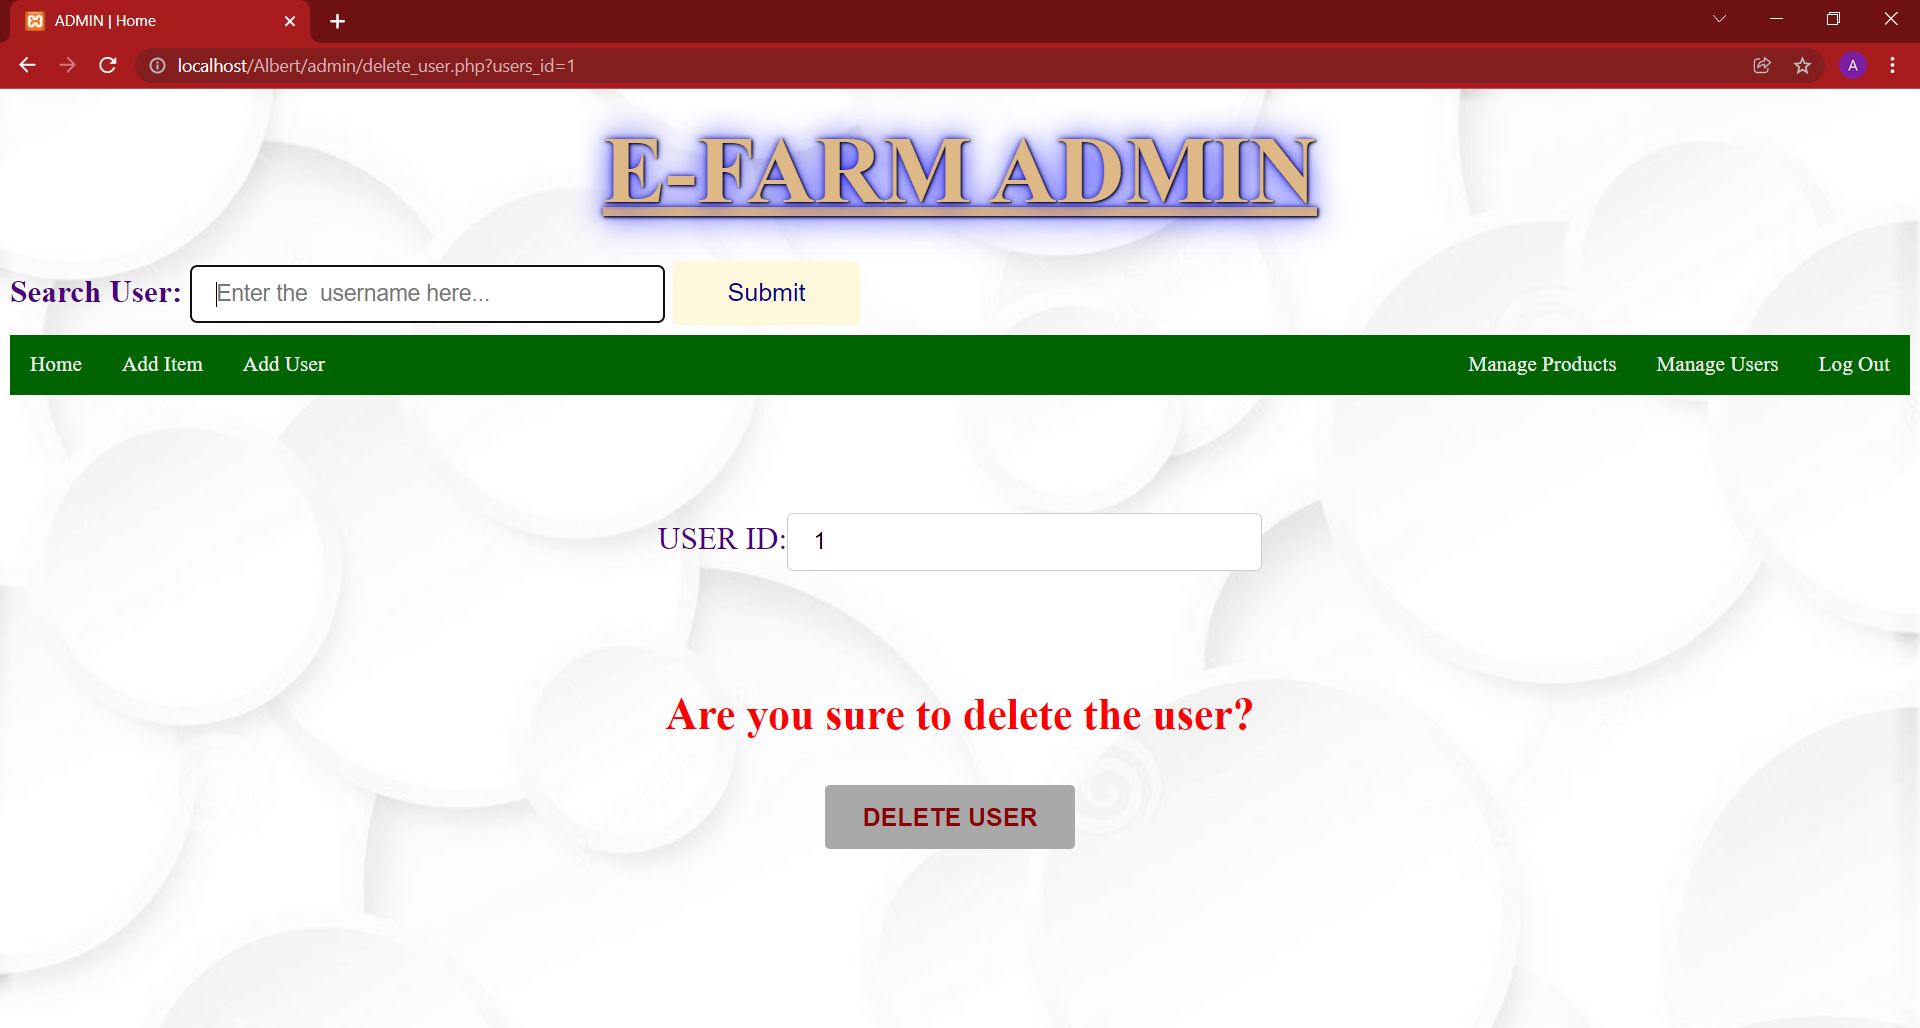 ADMIN | Home
localhost/Albert/admin/delete_user.php?users_id=1
A
E-FARM ADMIN
Search User: Enter the  username here... Submit
Home Add Item Add User Manage Products Manage Users Log Out
USER ID: 1
Are you sure to delete the user?
DELETE USER